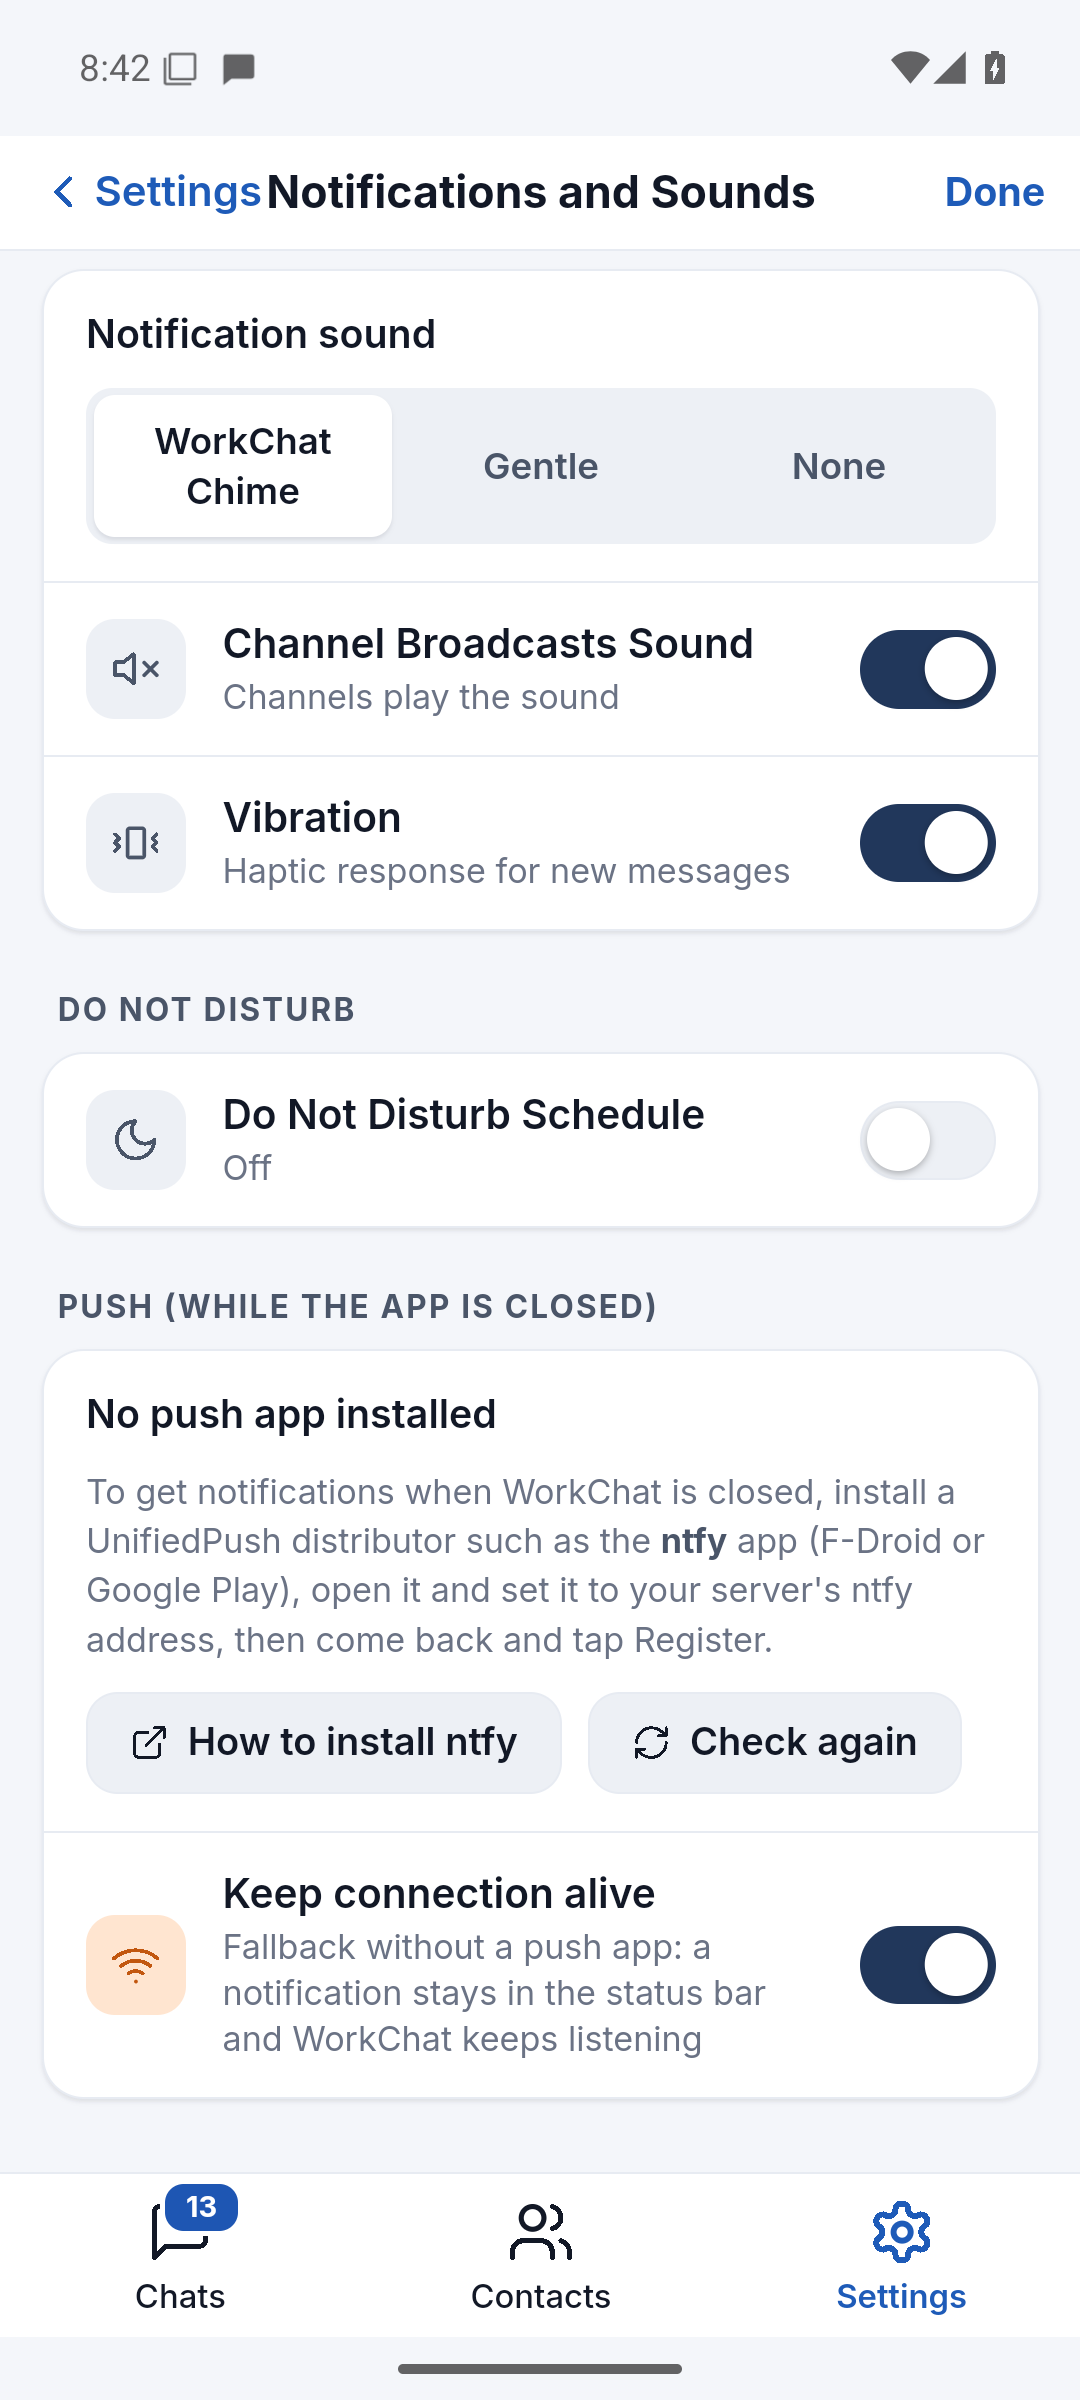 8:42
Settings
Notifications and Sounds
Done
Notification sound
WorkChat
Chime
Gentle
None
Channel Broadcasts Sound
Channels play the sound
Vibration
Haptic response for new messages
DO NOT DISTURB
Do Not Disturb Schedule
Off
PUSH (WHILE THE APP IS CLOSED)
No push app installed
To get notifications when WorkChat is closed, install a
UnifiedPush distributor such as the ntfy app (F-Droid or
Google Play), open it and set it to your server's ntfy
address, then come back and tap Register.
How to install ntfy
Check again
Keep connection alive
Fallback without a push app: a
notification stays in the status bar
and WorkChat keeps listening
13
Chats
Contacts
Settings